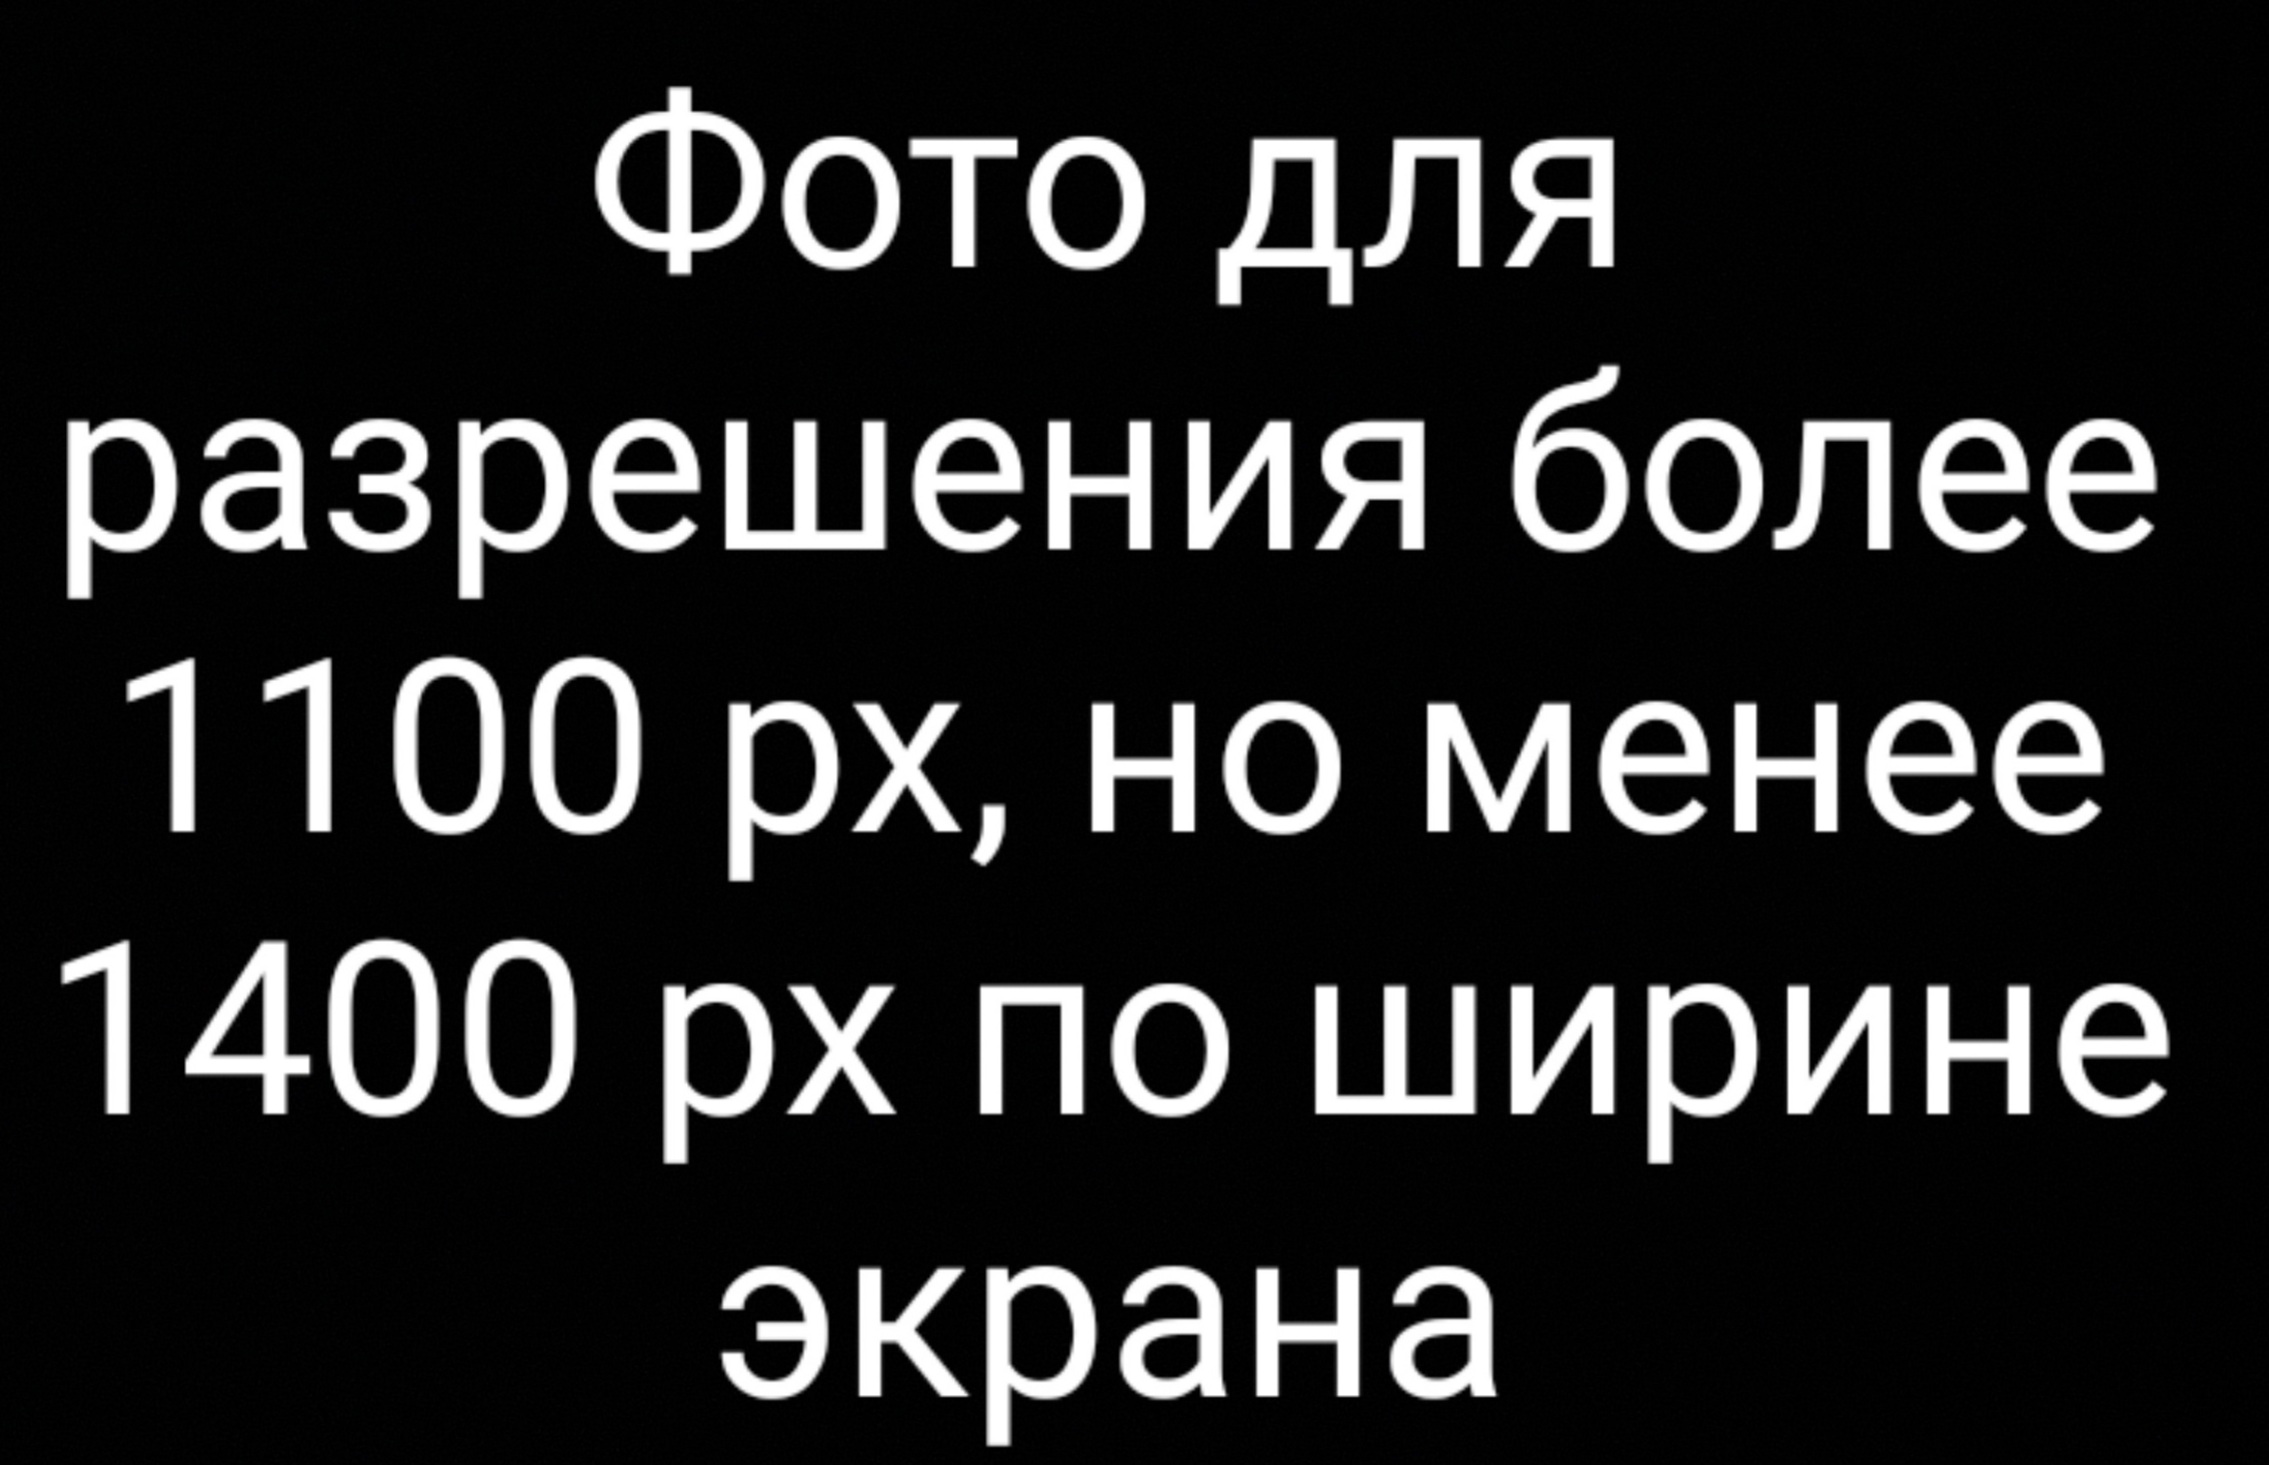 Фото для
разрешения более
1100 px, но менее
1400 px по ширине
экрана